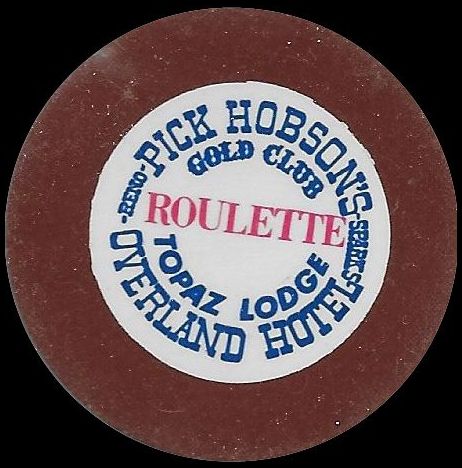 PICK HOBSON'S
GOLD CLUB
-RENO-
ROULETTE
-SPARKS-
TOPAZ LODGE
OVERLAND HOTEL